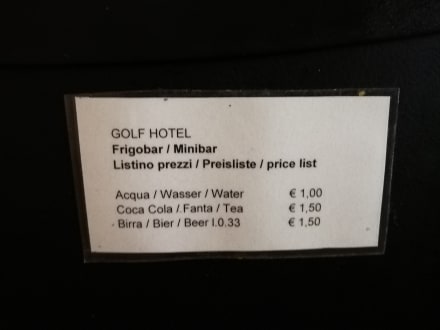 GOLF HOTEL
Frigobar / Minibar
Listino prezzi / Preisliste / price list
Acqua / Wasser / Water € 1,00
Coca Cola / Fanta / Tea € 1,50
Birra / Bier / Beer l.0.33 € 1,50